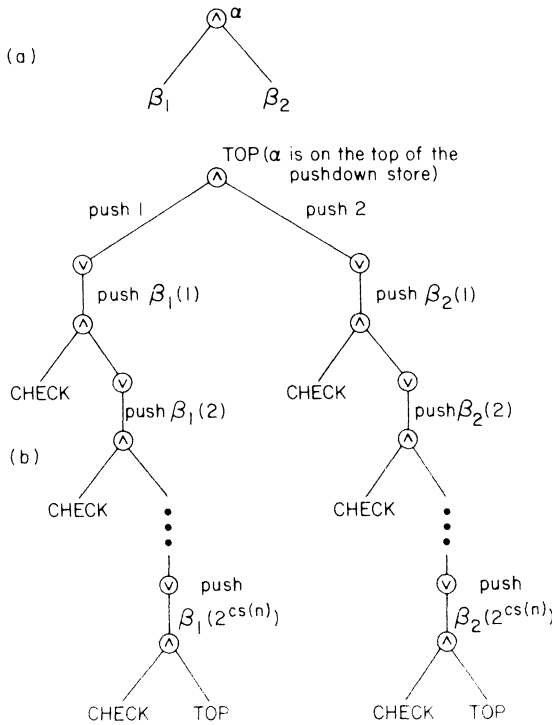 (a)
∧ α
β₁ β₂
TOP (α is on the top of the
pushdown store)
∧
push 1 push 2
∨ ∨
push β₁(1) push β₂(1)
∧ ∧
CHECK ∨ CHECK ∨
push β₁(2) push β₂(2)
∧ ∧
(b)
CHECK CHECK
∨ push ∨ push
β₁(2^cs(n)) β₂(2^cs(n))
∧ ∧
CHECK TOP CHECK TOP